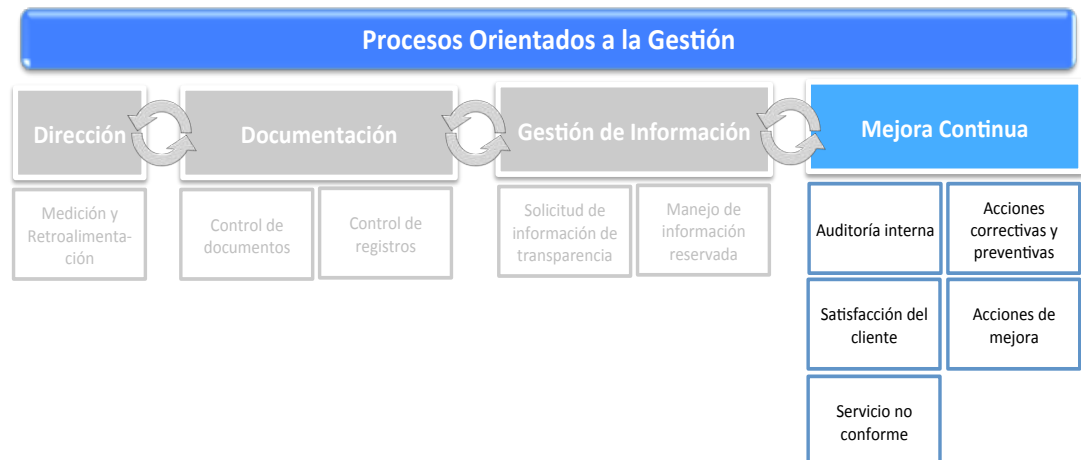 Procesos Orientados a la Gestión
Dirección
Documentación
Gestión de Información
Mejora Continua
Medición y
Retroalimenta-
ción
Control de
documentos
Control de
registros
Solicitud de
información de
transparencia
Manejo de
información
reservada
Auditoría interna
Acciones
correctivas y
preventivas
Satisfacción del
cliente
Acciones de
mejora
Servicio no
conforme